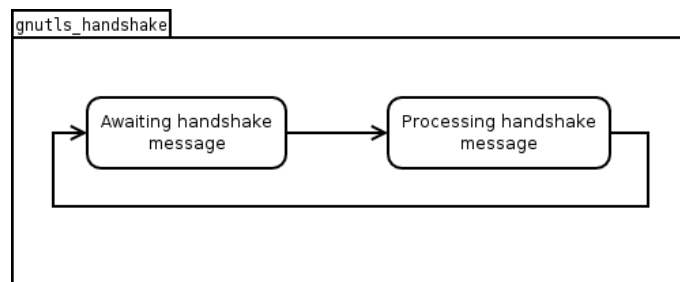 gnutls_handshake
Awaiting handshake
message
Processing handshake
message